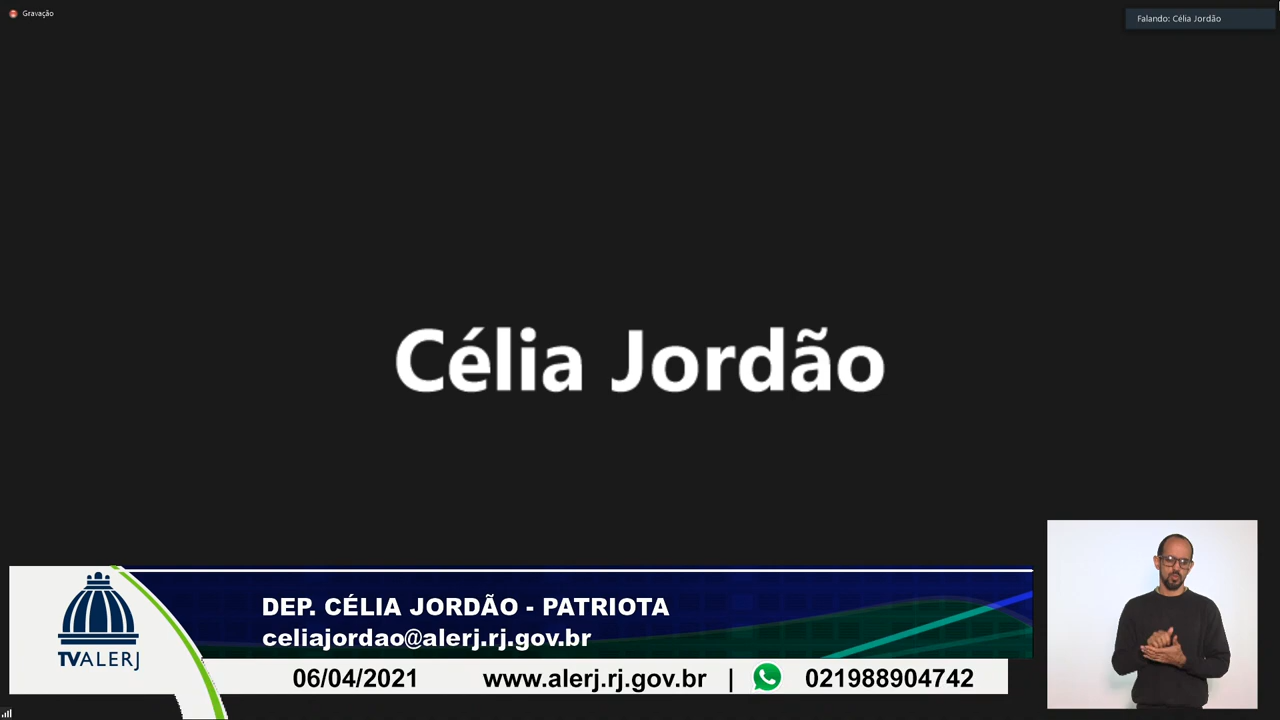 Gravação
Falando: Célia Jordão
Célia Jordão
DEP. CÉLIA JORDÃO - PATRIOTA
celiajordao@alerj.rj.gov.br
TVALERJ
06/04/2021 www.alerj.rj.gov.br | 021988904742